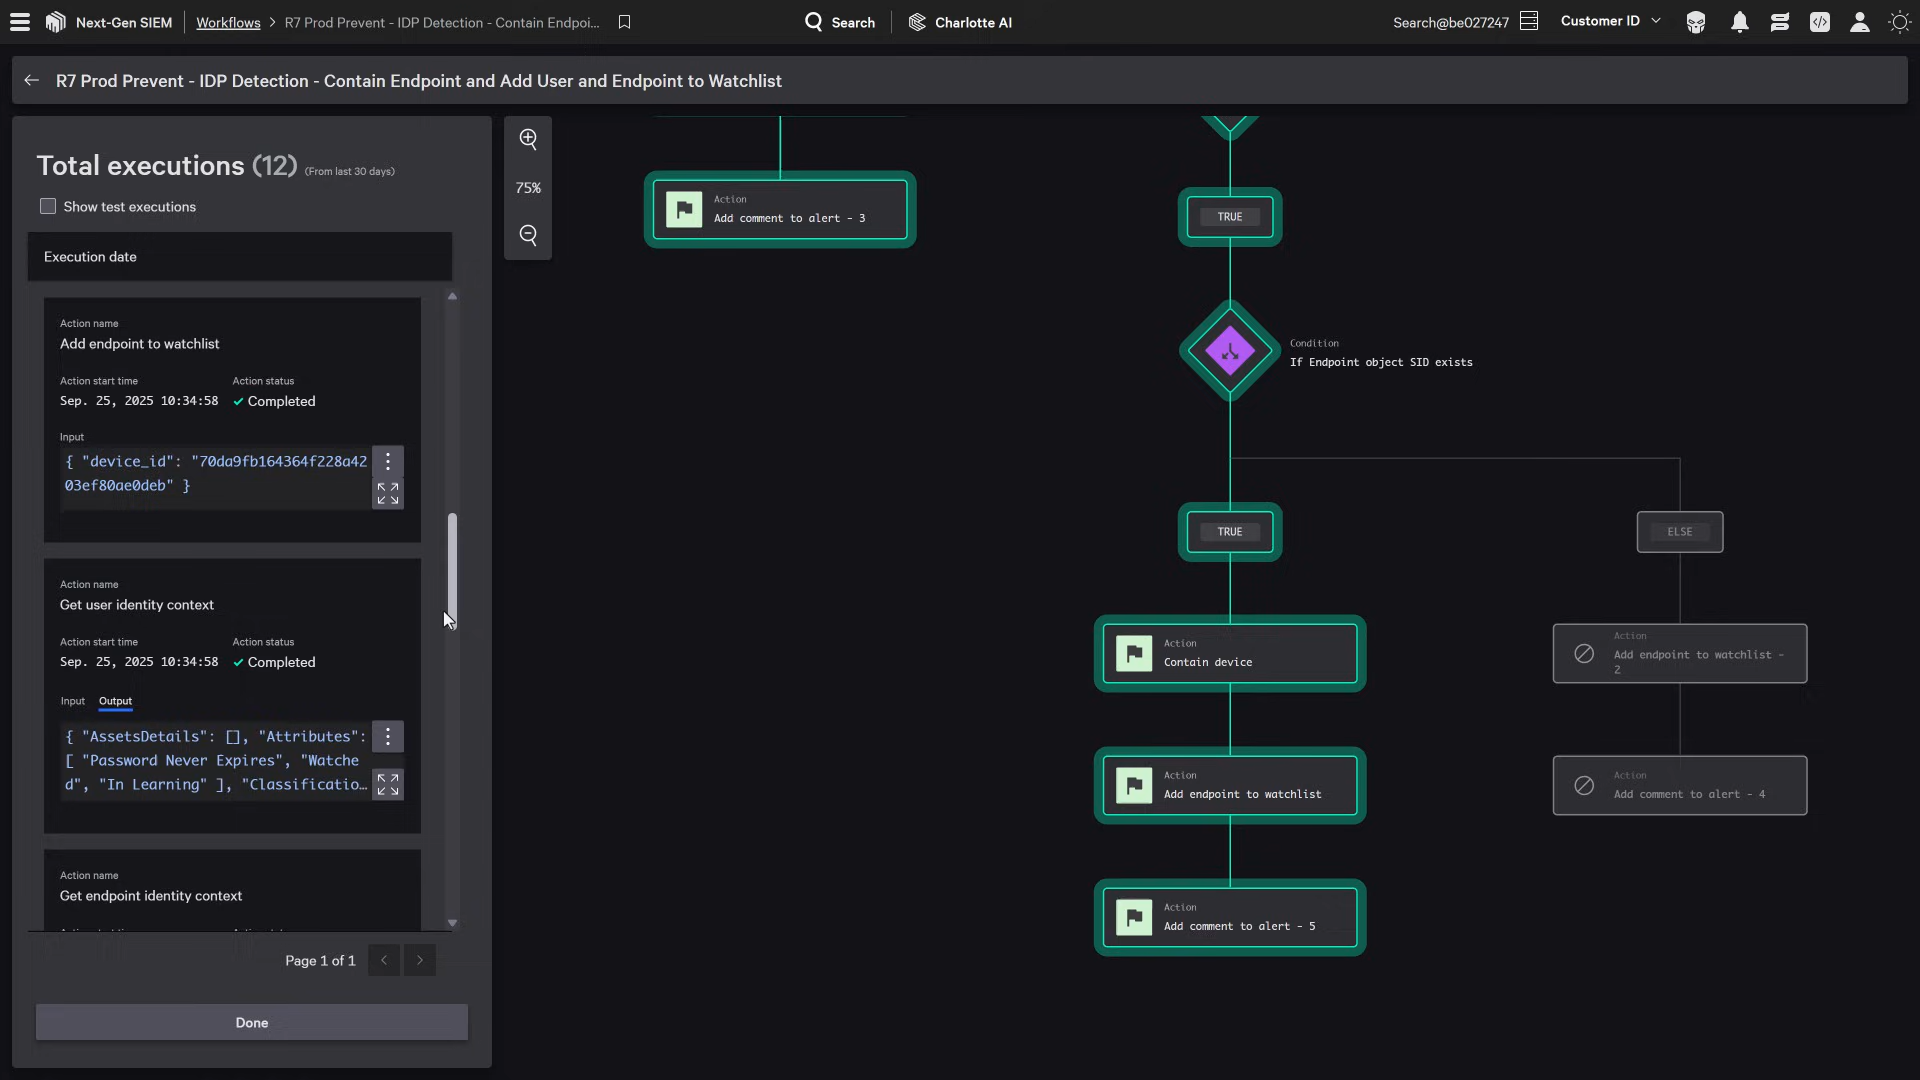 Next-Gen SIEM
Workflows
R7 Prod Prevent - IDP Detection - Contain Endpoi...
Search
Charlotte AI
Search@be027247
Customer ID
R7 Prod Prevent - IDP Detection - Contain Endpoint and Add User and Endpoint to Watchlist
Total executions (12) (From last 30 days)
Show test executions
Execution date
Action name
Add endpoint to watchlist
Action start time Action status
Sep. 25, 2025 10:34:58 Completed
Input
{ "device_id": "70da9fb164364f228a42
03ef80ae0deb" }
Action name
Get user identity context
Action start time Action status
Sep. 25, 2025 10:34:58 Completed
Input Output
{ "AssetsDetails": [], "Attributes":
[ "Password Never Expires", "Watche
d", "In Learning" ], "Classificatio...
Action name
Get endpoint identity context
Page 1 of 1
Done
75%
Action
Add comment to alert - 3
TRUE
Condition
If Endpoint object SID exists
TRUE
ELSE
Action
Contain device
Action
Add endpoint to watchlist -
2
Action
Add endpoint to watchlist
Action
Add comment to alert - 4
Action
Add comment to alert - 5